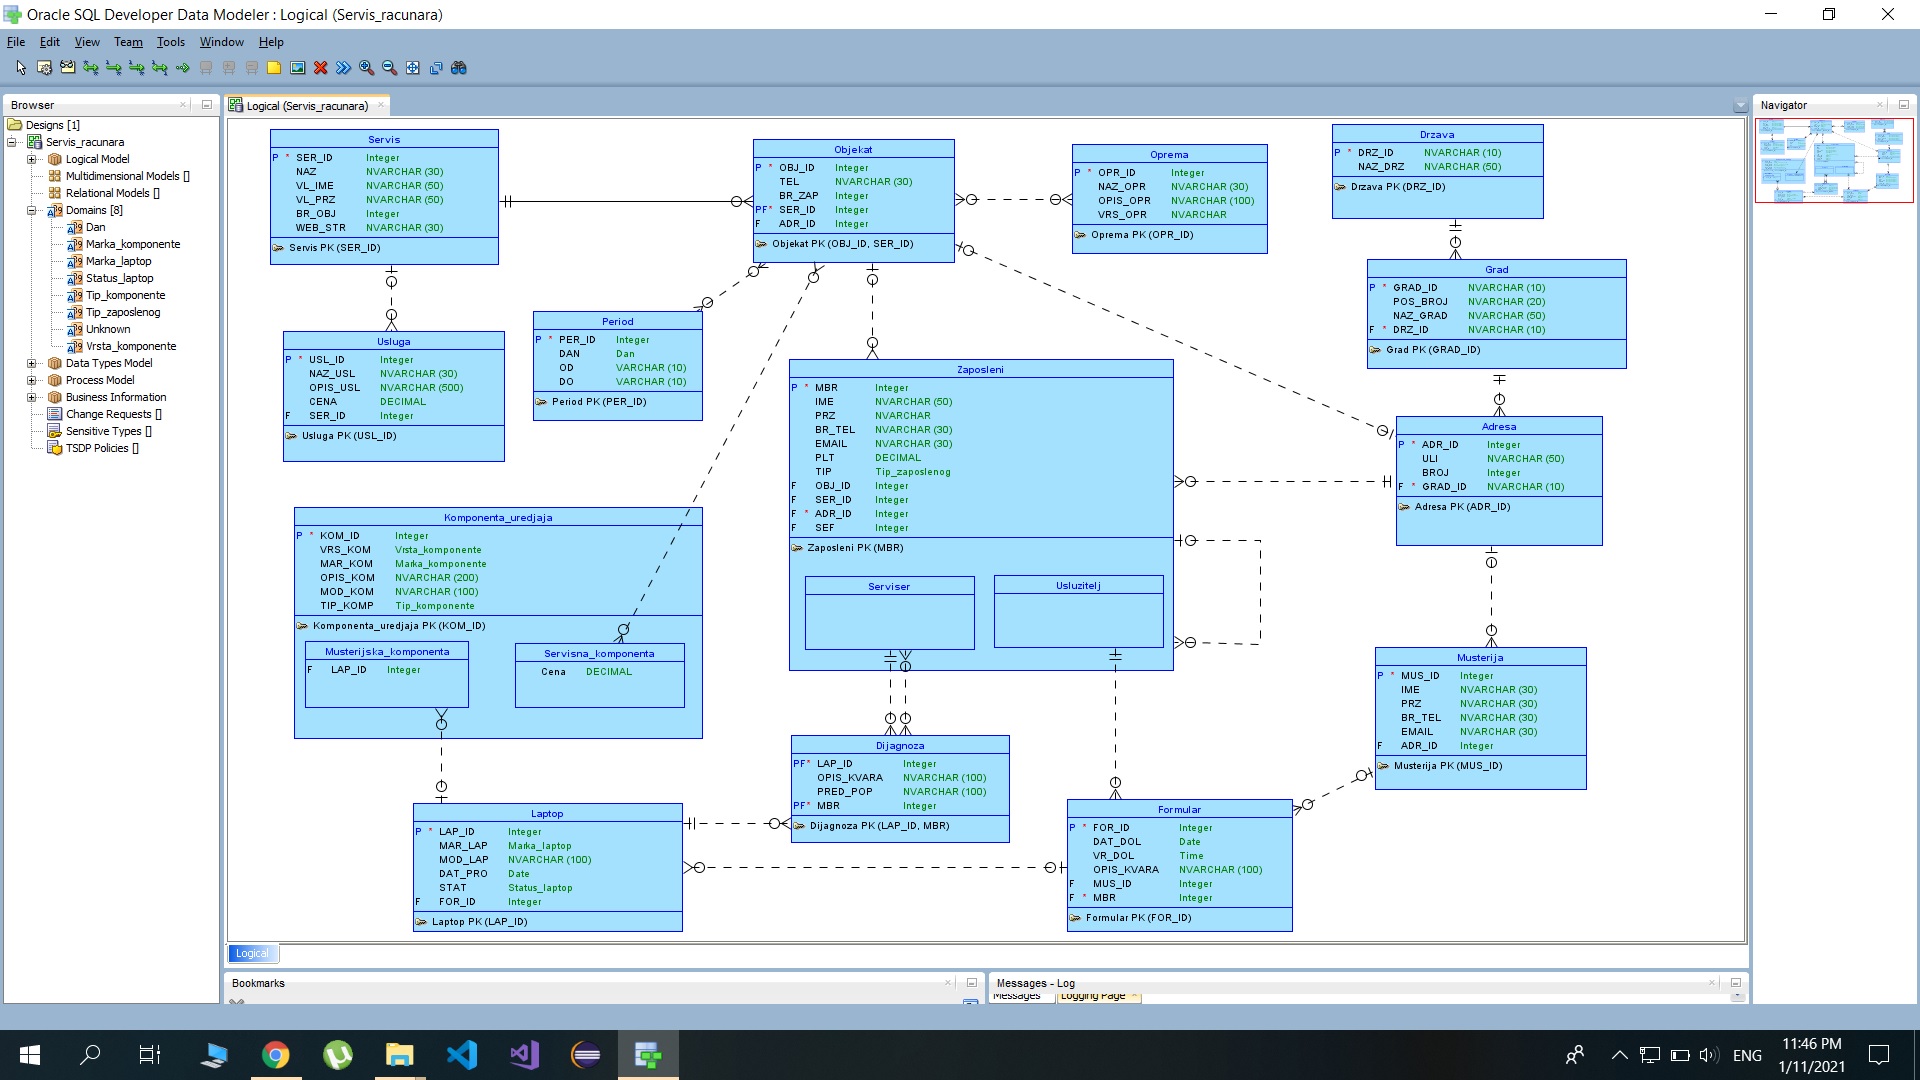 Oracle SQL Developer Data Modeler : Logical (Servis_racunara)
File Edit View Team Tools Window Help
Browser
Designs [1]
Servis_racunara
Logical Model
Multidimensional Models []
Relational Models []
Domains [8]
Dan
Marka_komponente
Marka_laptop
Status_laptop
Tip_komponente
Tip_zaposlenog
Unknown
Vrsta_komponente
Data Types Model
Process Model
Business Information
Change Requests []
Sensitive Types []
TSDP Policies []
Logical (Servis_racunara)
Servis
P * SER_ID Integer
NAZ NVARCHAR (30)
VL_IME NVARCHAR (50)
VL_PRZ NVARCHAR (50)
BR_OBJ Integer
WEB_STR NVARCHAR (30)
Servis PK (SER_ID)
Objekat
P * OBJ_ID Integer
TEL NVARCHAR (30)
BR_ZAP Integer
PF* SER_ID Integer
F ADR_ID Integer
Objekat PK (OBJ_ID, SER_ID)
Oprema
P * OPR_ID Integer
NAZ_OPR NVARCHAR (30)
OPIS_OPR NVARCHAR (100)
VRS_OPR NVARCHAR
Oprema PK (OPR_ID)
Drzava
P * DRZ_ID NVARCHAR (10)
NAZ_DRZ NVARCHAR (50)
Drzava PK (DRZ_ID)
Grad
P * GRAD_ID NVARCHAR (10)
POS_BROJ NVARCHAR (20)
NAZ_GRAD NVARCHAR (50)
F * DRZ_ID NVARCHAR (10)
Grad PK (GRAD_ID)
Usluga
P * USL_ID Integer
NAZ_USL NVARCHAR (30)
OPIS_USL NVARCHAR (500)
CENA DECIMAL
F SER_ID Integer
Usluga PK (USL_ID)
Period
P * PER_ID Integer
DAN Dan
OD VARCHAR (10)
DO VARCHAR (10)
Period PK (PER_ID)
Zaposleni
P * MBR Integer
IME NVARCHAR (50)
PRZ NVARCHAR
BR_TEL NVARCHAR (30)
EMAIL NVARCHAR (30)
PLT DECIMAL
TIP Tip_zaposlenog
F OBJ_ID Integer
F SER_ID Integer
F * ADR_ID Integer
F SEF Integer
Zaposleni PK (MBR)
Serviser
Usluzitelj
Adresa
P * ADR_ID Integer
ULI NVARCHAR (50)
BROJ Integer
F * GRAD_ID NVARCHAR (10)
Adresa PK (ADR_ID)
Komponenta_uredjaja
P * KOM_ID Integer
VRS_KOM Vrsta_komponente
MAR_KOM Marka_komponente
OPIS_KOM NVARCHAR (200)
MOD_KOM NVARCHAR (100)
TIP_KOMP Tip_komponente
Komponenta_uredjaja PK (KOM_ID)
Musterijska_komponenta
F LAP_ID Integer
Servisna_komponenta
Cena DECIMAL
Musterija
P * MUS_ID Integer
IME NVARCHAR (30)
PRZ NVARCHAR (30)
BR_TEL NVARCHAR (30)
EMAIL NVARCHAR (30)
F ADR_ID Integer
Musterija PK (MUS_ID)
Dijagnoza
PF* LAP_ID Integer
OPIS_KVARA NVARCHAR (100)
PRED_POP NVARCHAR (100)
PF* MBR Integer
Dijagnoza PK (LAP_ID, MBR)
Laptop
P * LAP_ID Integer
MAR_LAP Marka_laptop
MOD_LAP NVARCHAR (100)
DAT_PRO Date
STAT Status_laptop
F FOR_ID Integer
Laptop PK (LAP_ID)
Formular
P * FOR_ID Integer
DAT_DOL Date
VR_DOL Time
OPIS_KVARA NVARCHAR (100)
F MUS_ID Integer
F * MBR Integer
Formular PK (FOR_ID)
Logical
Bookmarks
Messages - Log
Messages Logging Page
Navigator
ENG
11:46 PM
1/11/2021